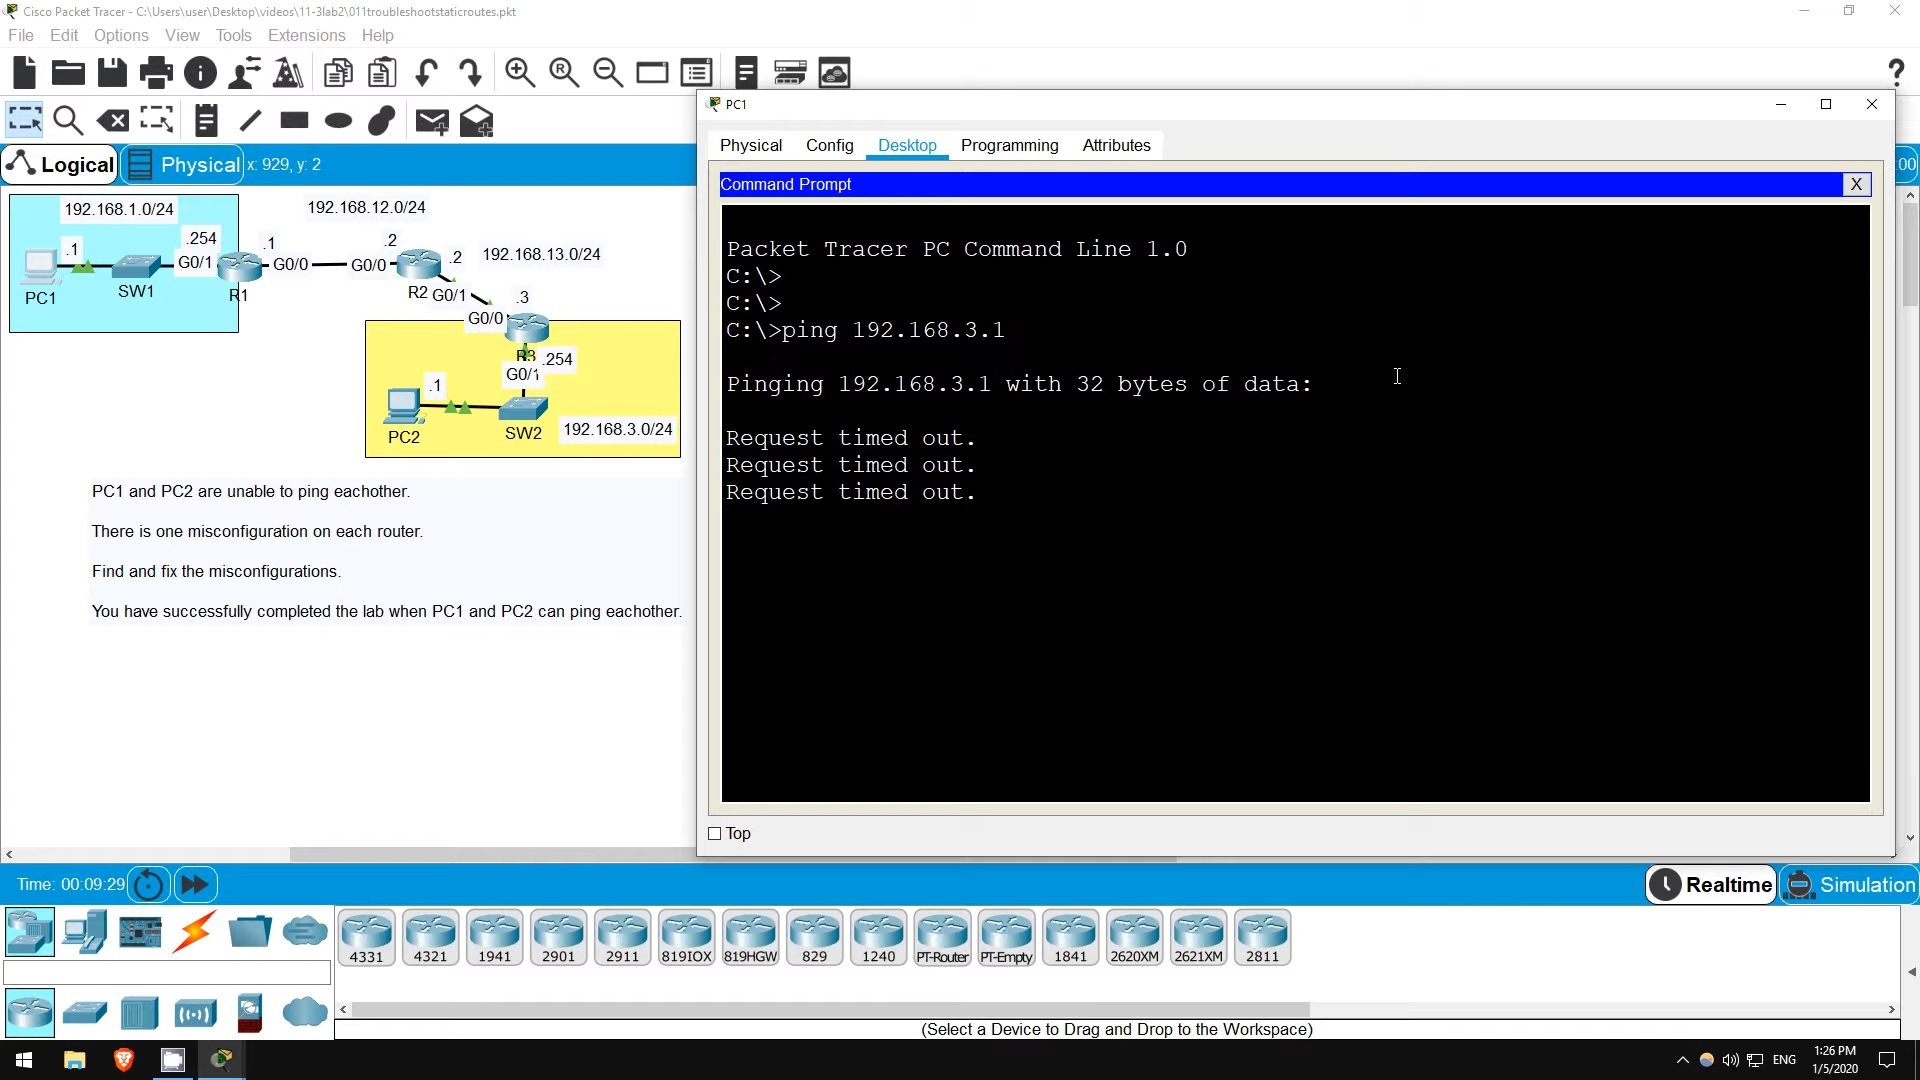 Cisco Packet Tracer - C:\Users\user\Desktop\videos\11-3lab2\011troubleshootstaticroutes.pkt
File Edit Options View Tools Extensions Help
Logical Physical x: 929, y: 2
192.168.1.0/24
192.168.12.0/24
192.168.13.0/24
.1
.254
.1
.2
.2
.3
G0/1
G0/0
G0/0
PC1
SW1
R1
R2
G0/1
G0/0
R3
.254
G0/1
.1
PC2
SW2
192.168.3.0/24
PC1 and PC2 are unable to ping eachother.
There is one misconfiguration on each router.
Find and fix the misconfigurations.
You have successfully completed the lab when PC1 and PC2 can ping eachother.
PC1
Physical Config Desktop Programming Attributes
Command Prompt
X
Packet Tracer PC Command Line 1.0
C:\>
C:\>
C:\>ping 192.168.3.1
Pinging 192.168.3.1 with 32 bytes of data:
Request timed out.
Request timed out.
Request timed out.
Top
:00
Time: 00:09:29
Realtime Simulation
4331 4321 1941 2901 2911 819IOX 819HGW 829 1240 PT-Router PT-Empty 1841 2620XM 2621XM 2811
(Select a Device to Drag and Drop to the Workspace)
ENG
1:26 PM
1/5/2020